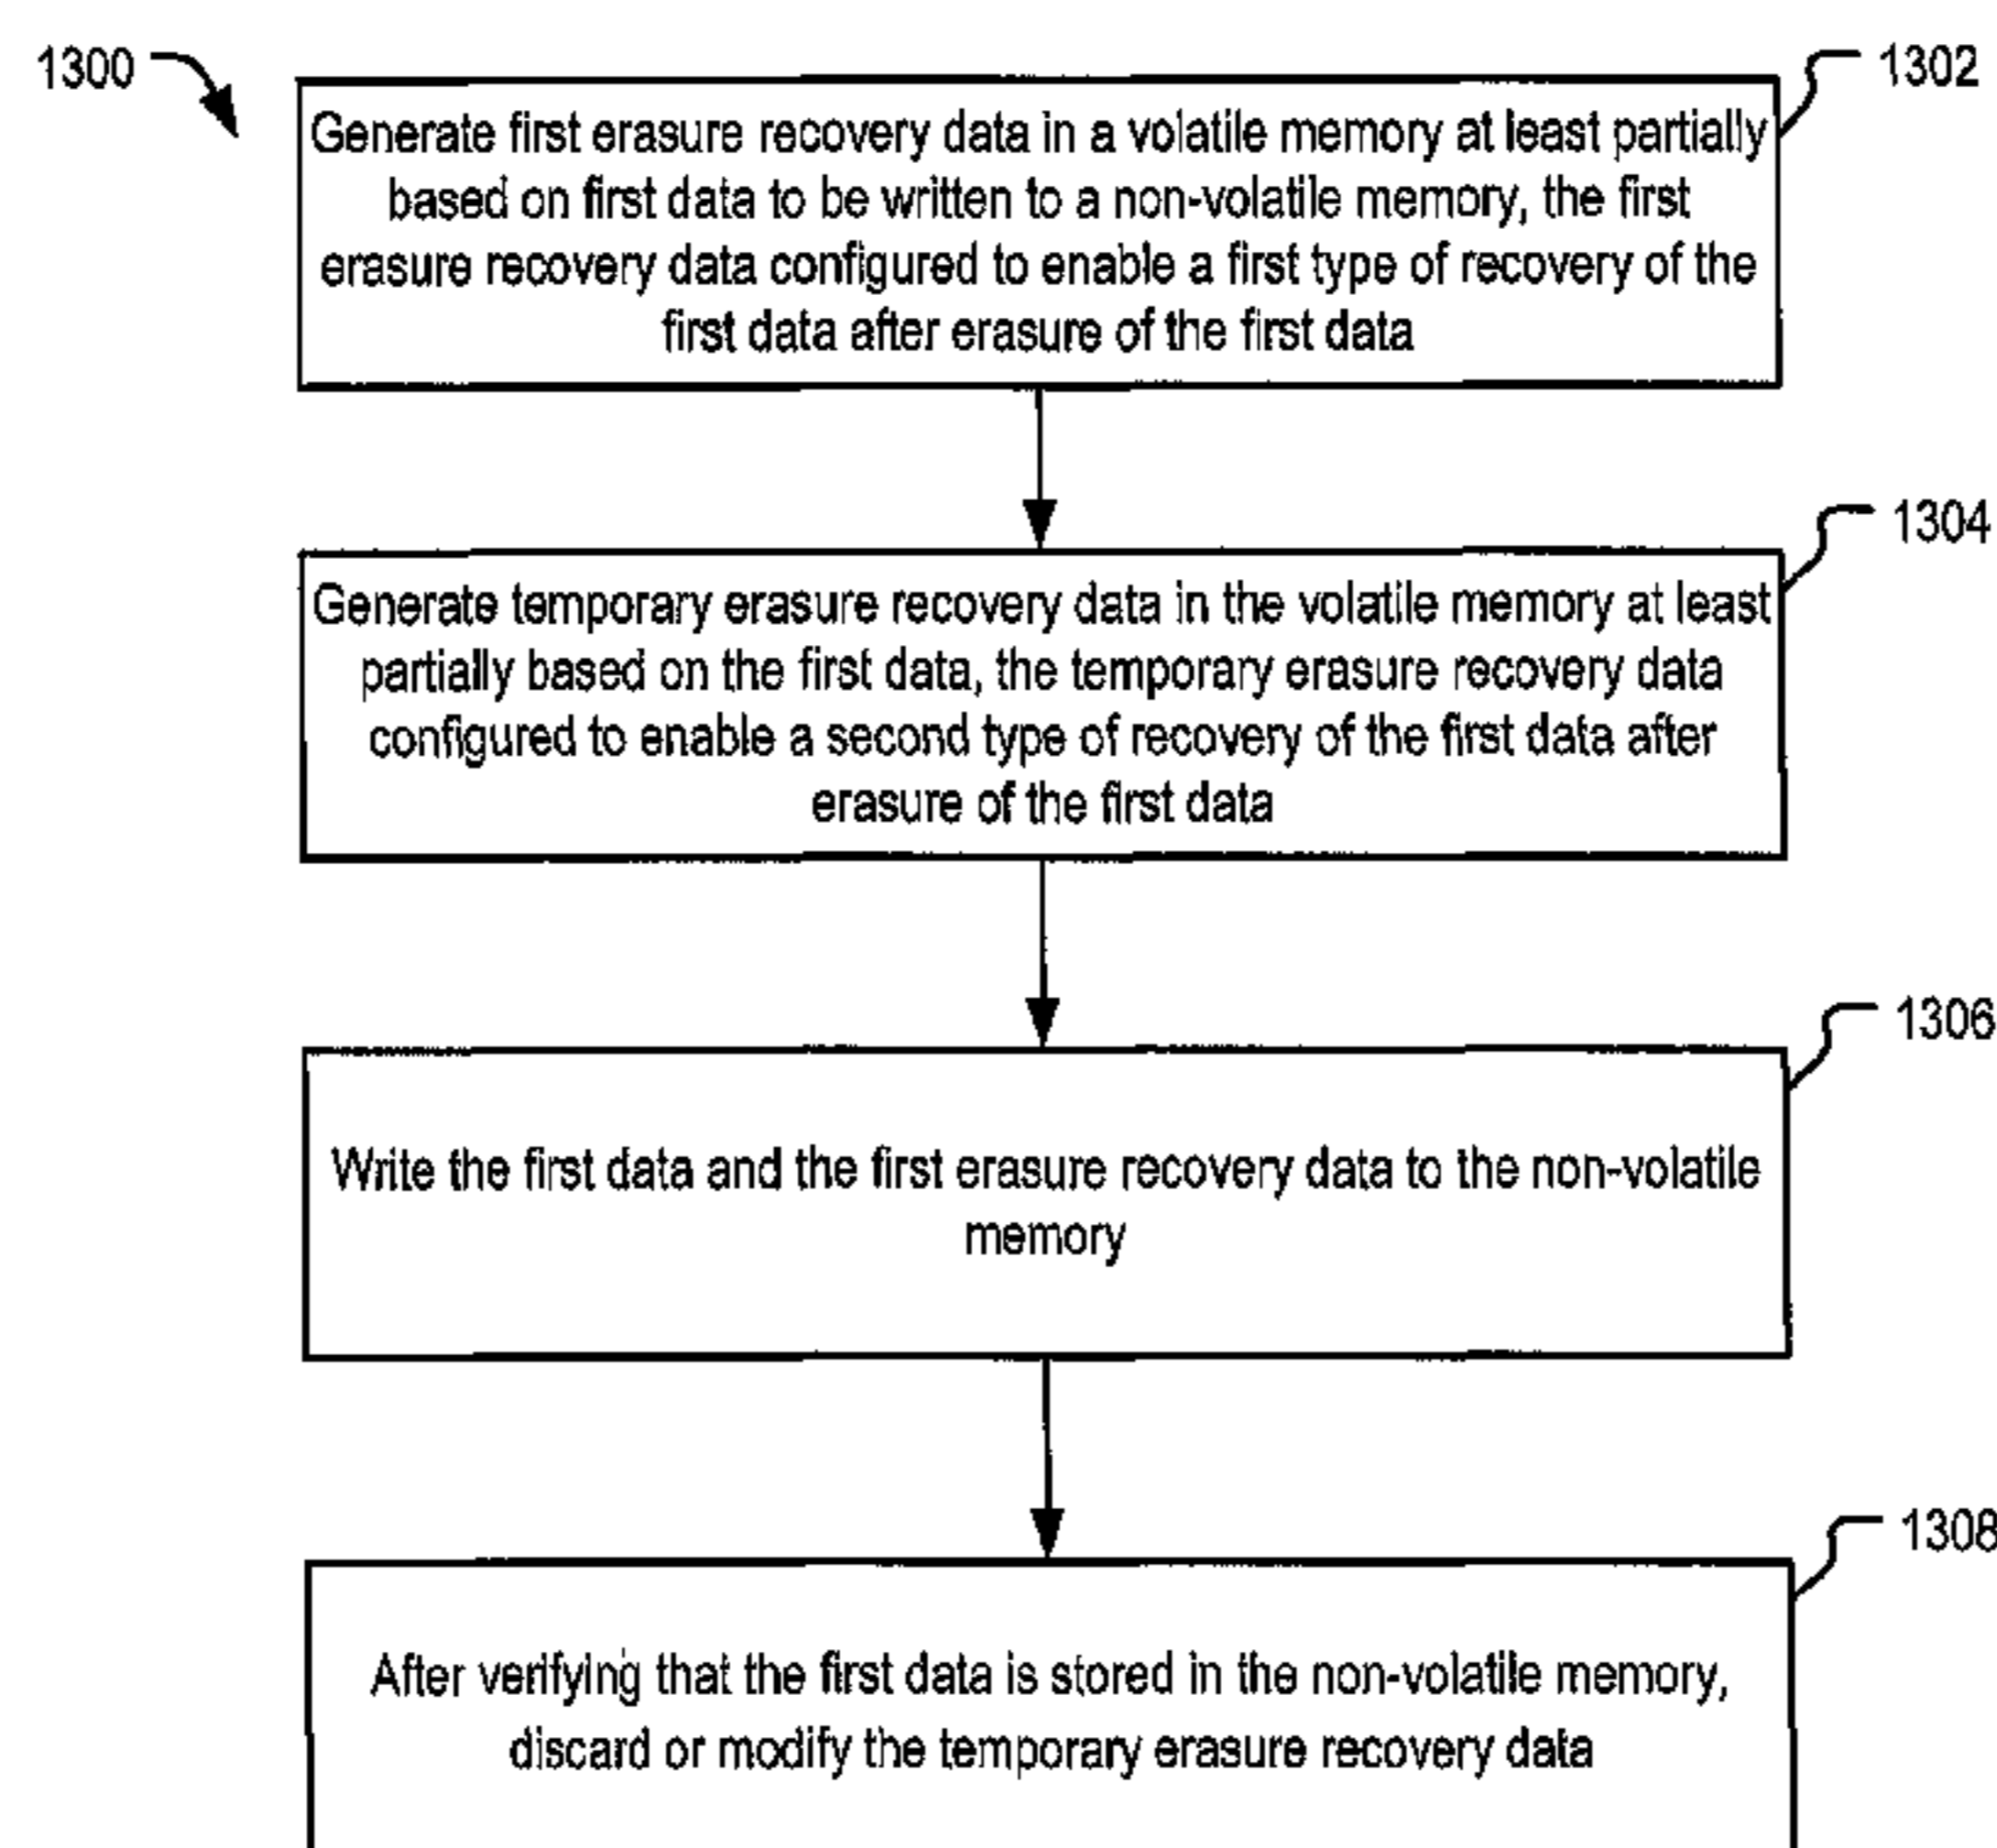 1300
1302
Generate first erasure recovery data in a volatile memory at least partially
based on first data to be written to a non-volatile memory, the first
erasure recovery data configured to enable a first type of recovery of the
first data after erasure of the first data
1304
Generate temporary erasure recovery data in the volatile memory at least
partially based on the first data, the temporary erasure recovery data
configured to enable a second type of recovery of the first data after
erasure of the first data
1306
Write the first data and the first erasure recovery data to the non-volatile
memory
1308
After verifying that the first data is stored in the non-volatile memory,
discard or modify the temporary erasure recovery data